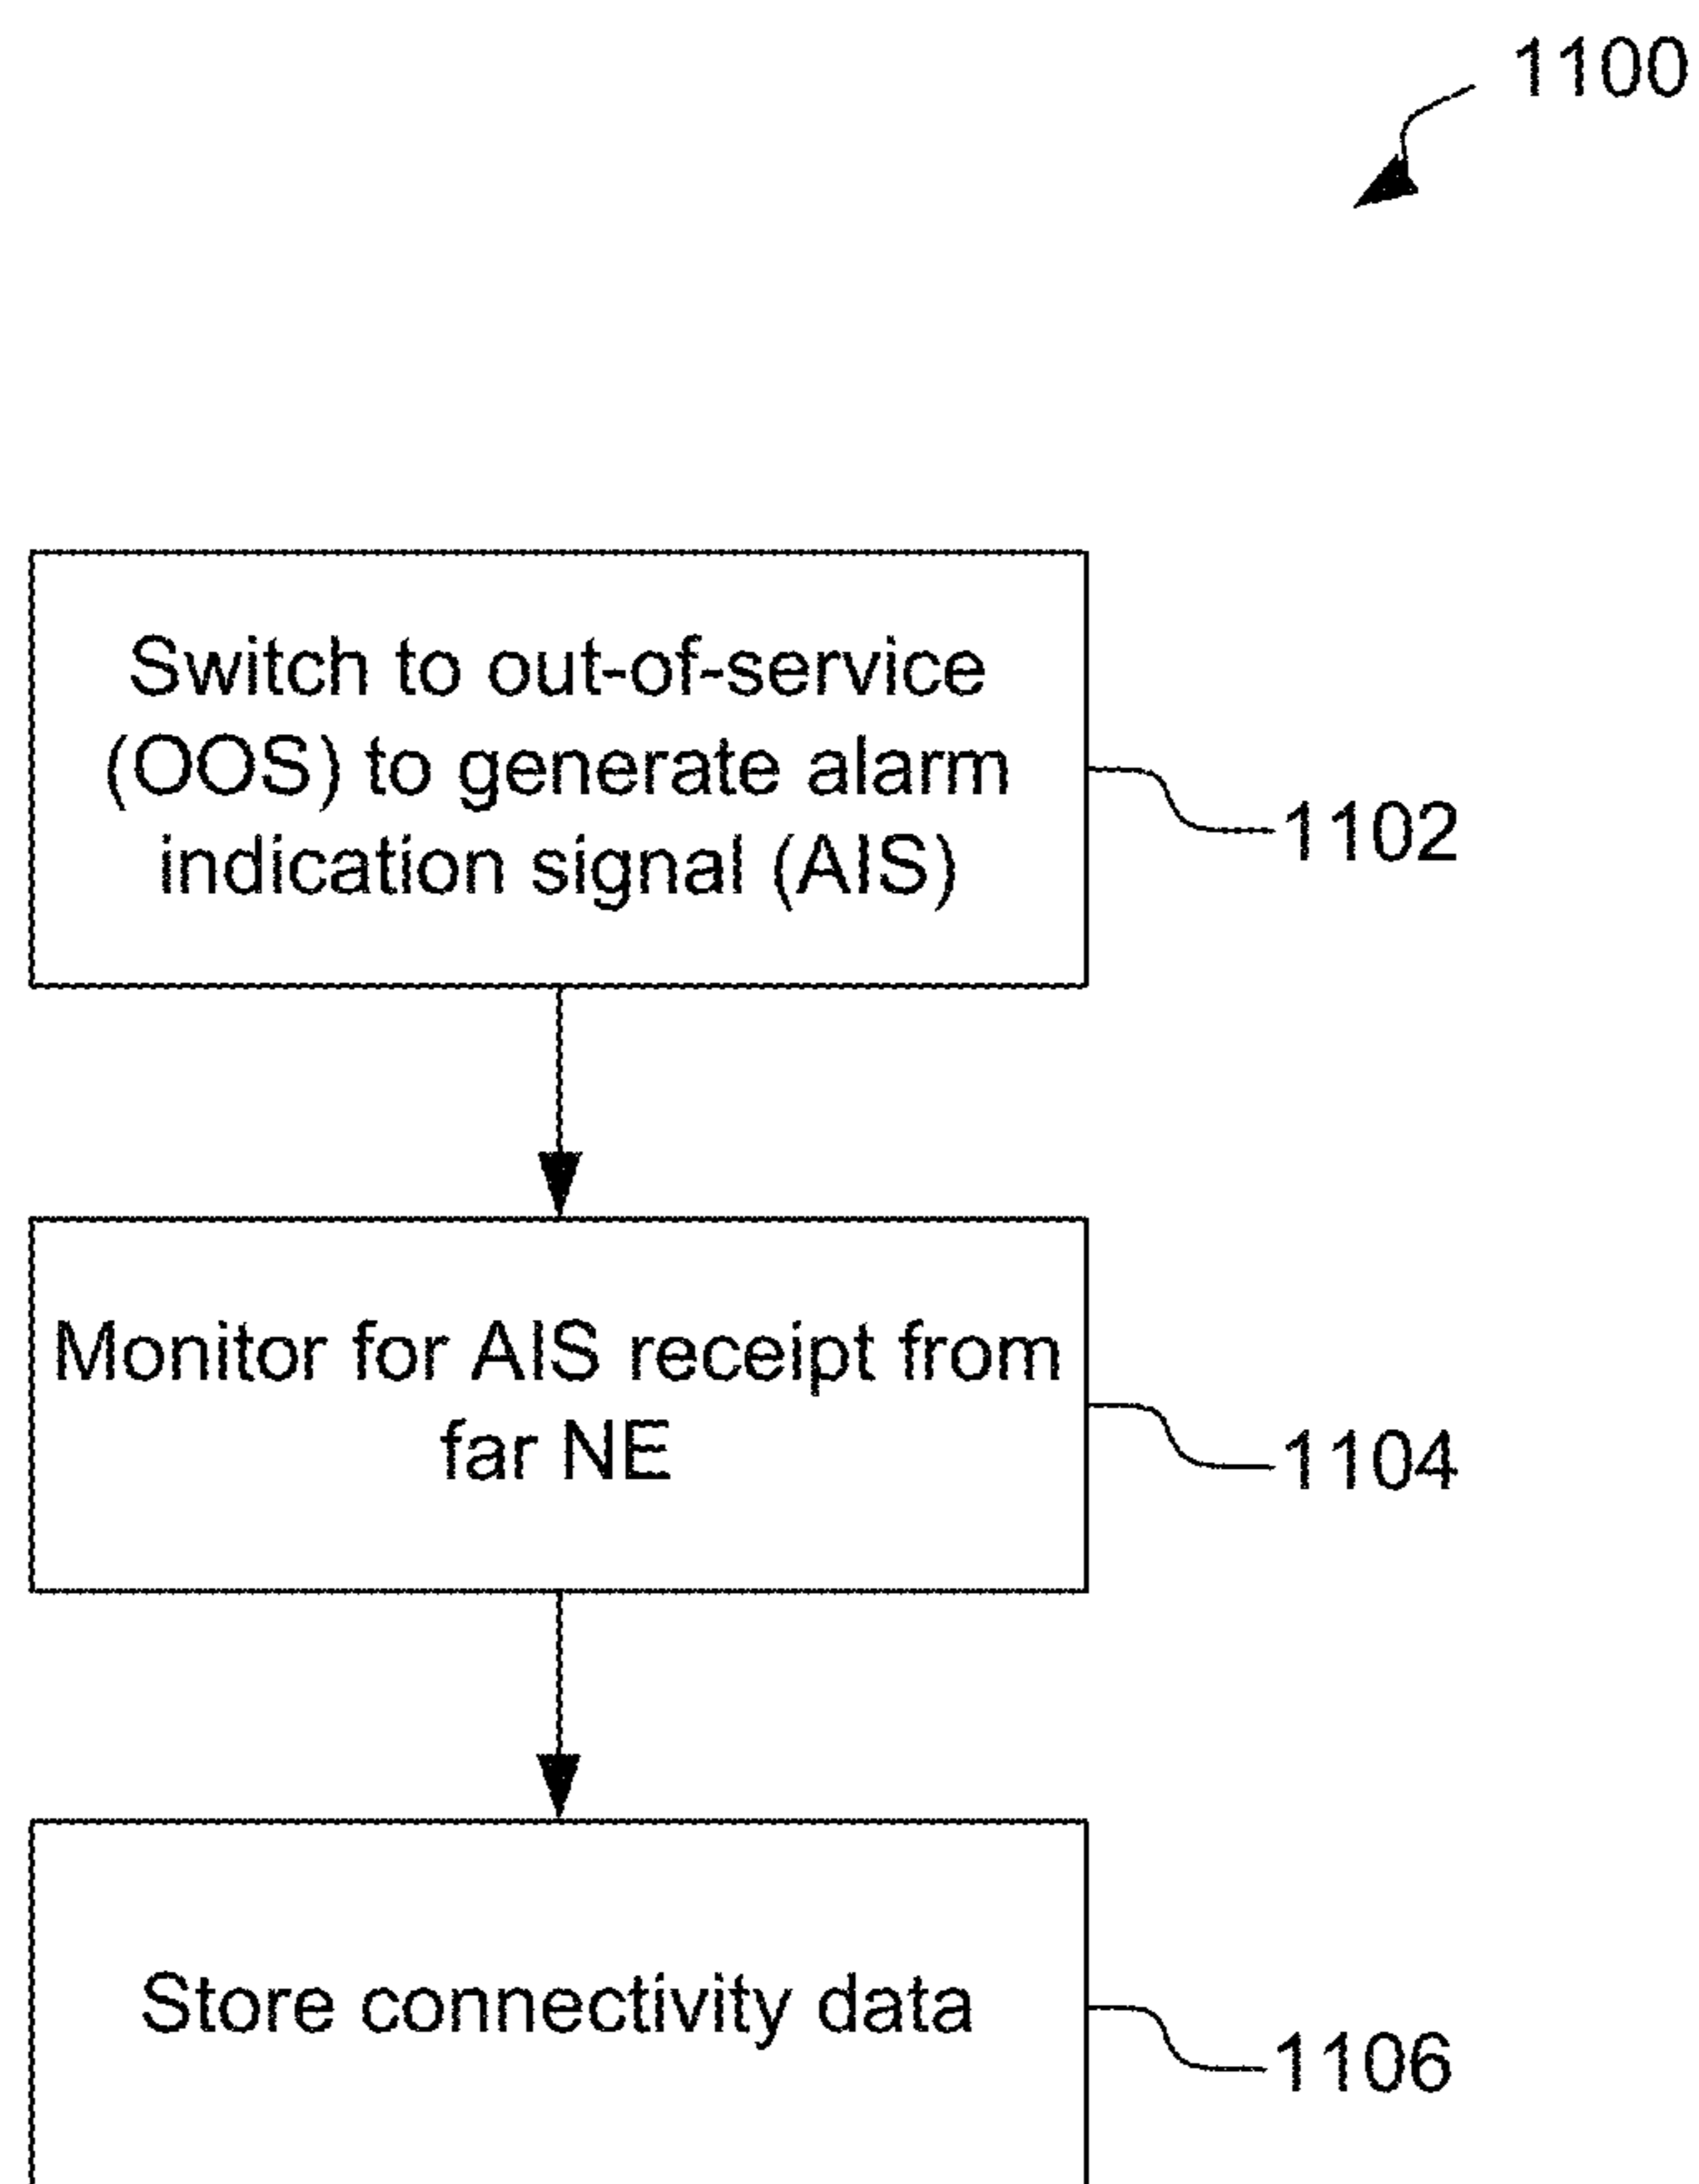 1100
Switch to out-of-service
(OOS) to generate alarm
indication signal (AIS)
1102
Monitor for AIS receipt from
far NE
1104
Store connectivity data
1106